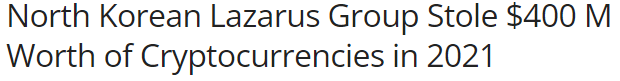 North Korean Lazarus Group Stole $400 M
Worth of Cryptocurrencies in 2021